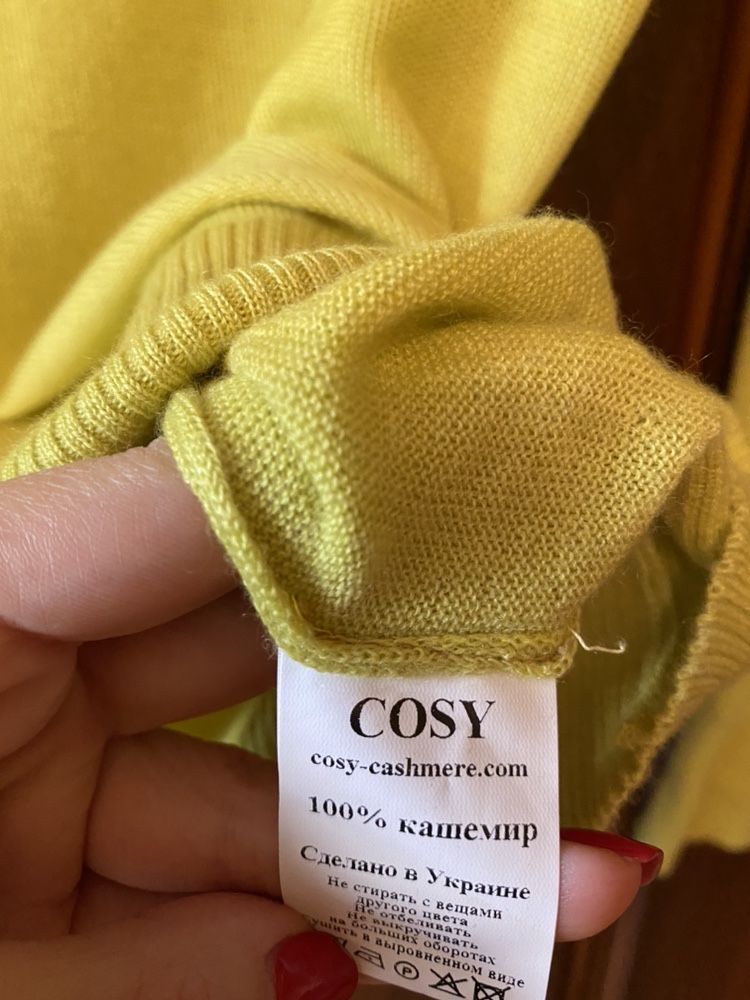 COSY
cosy-cashmere.com
100% кашемир
Сделано в Украине
Не стирать с вещами
другого цвета
Не отбеливать
Не выкручивать
на больших оборотах
Сушить в выровненном виде
P